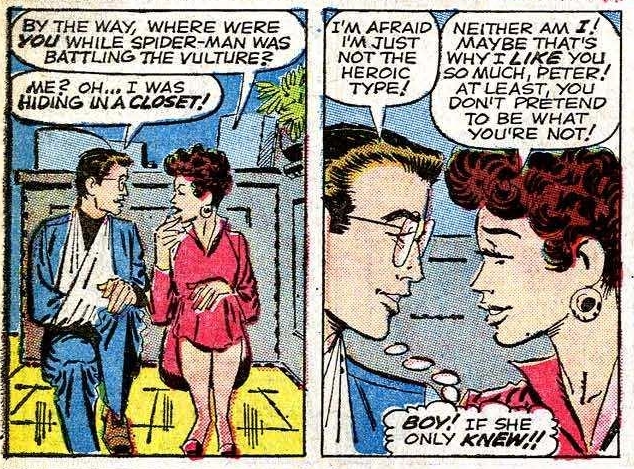 BY THE WAY, WHERE WERE
YOU WHILE SPIDER-MAN WAS
BATTLING THE VULTURE?
ME? OH... I WAS
HIDING IN A CLOSET!
I'M AFRAID
I'M JUST
NOT THE
HEROIC
TYPE!
NEITHER AM I!
MAYBE THAT'S
WHY I LIKE YOU
SO MUCH, PETER!
AT LEAST, YOU
DON'T PRETEND
TO BE WHAT
YOU'RE NOT!
BOY! IF SHE
ONLY KNEW!!